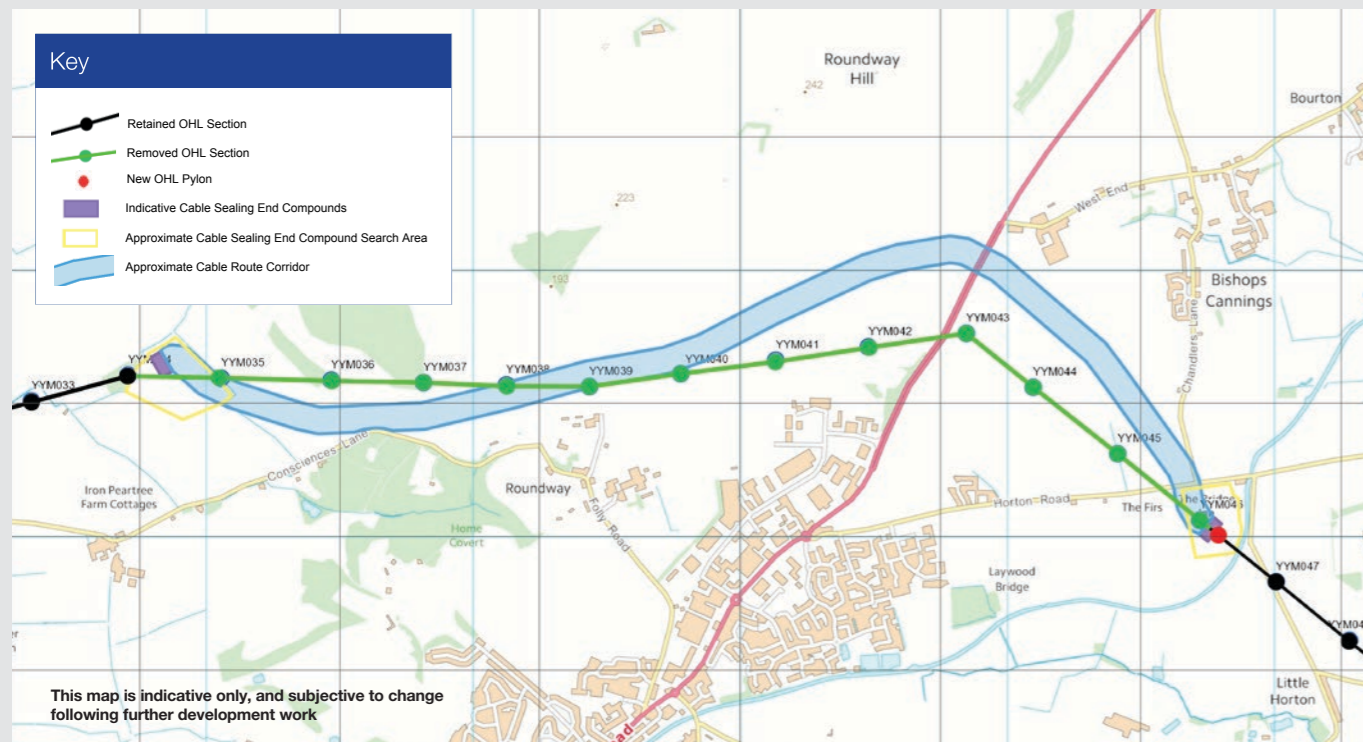 Key
Retained OHL Section
Removed OHL Section
New OHL Pylon
Indicative Cable Sealing End Compounds
Approximate Cable Sealing End Compound Search Area
Approximate Cable Route Corridor
Roundway
Hill
242
Bourton
West End
223
193
Bishops
Cannings
Chandlers Lane
YYM033
YYM035
YYM036
YYM037
YYM038
YYM039
YYM040
YYM041
YYM042
YYM043
YYM044
YYM045
YYM046
YYM047
Consciences Lane
Iron Peartree
Farm Cottages
Roundway
Folly Road
Home
Covert
Horton Road
The Firs
The Bridge
Laywood
Bridge
Little
Horton
This map is indicative only, and subjective to change
following further development work